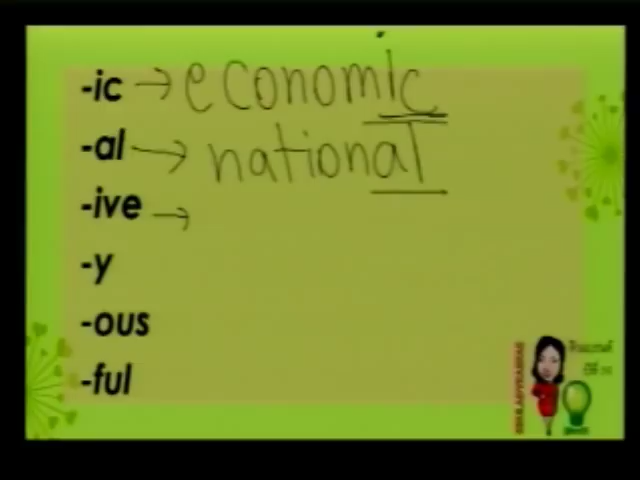 -ic → economic
-al → national
-ive →
-y
-ous
-ful